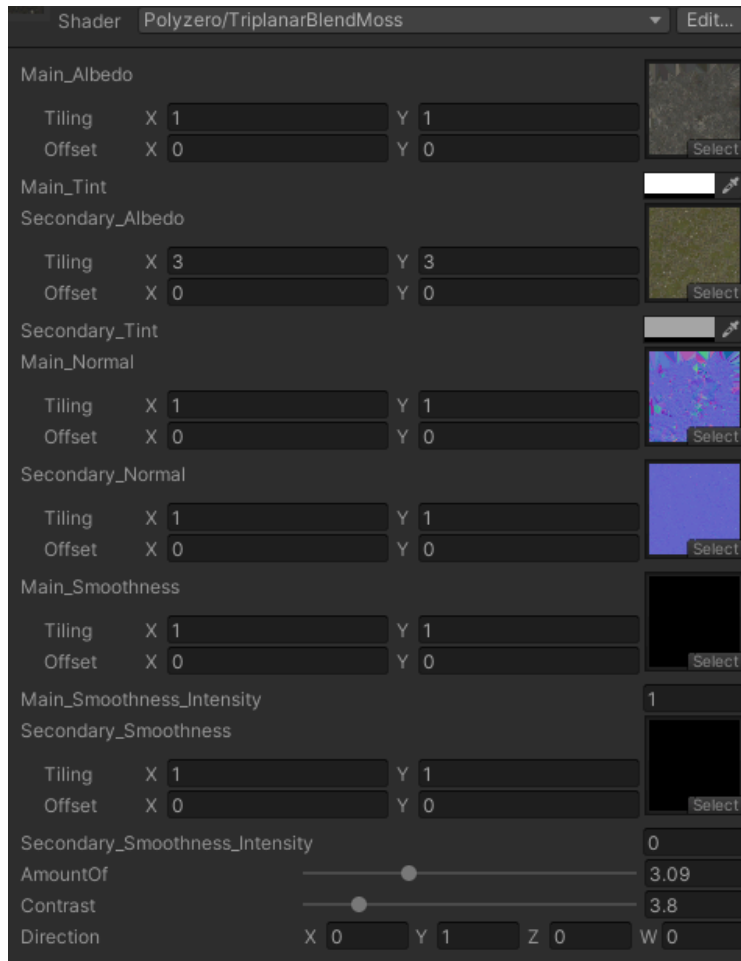 Shader Polyzero/TriplanarBlendMoss Edit...
Main_Albedo
Tiling X 1 Y 1
Offset X 0 Y 0 Select
Main_Tint
Secondary_Albedo
Tiling X 3 Y 3
Offset X 0 Y 0 Select
Secondary_Tint
Main_Normal
Tiling X 1 Y 1
Offset X 0 Y 0 Select
Secondary_Normal
Tiling X 1 Y 1
Offset X 0 Y 0 Select
Main_Smoothness
Tiling X 1 Y 1
Offset X 0 Y 0 Select
Main_Smoothness_Intensity 1
Secondary_Smoothness
Tiling X 1 Y 1
Offset X 0 Y 0 Select
Secondary_Smoothness_Intensity 0
AmountOf 3.09
Contrast 3.8
Direction X 0 Y 1 Z 0 W 0